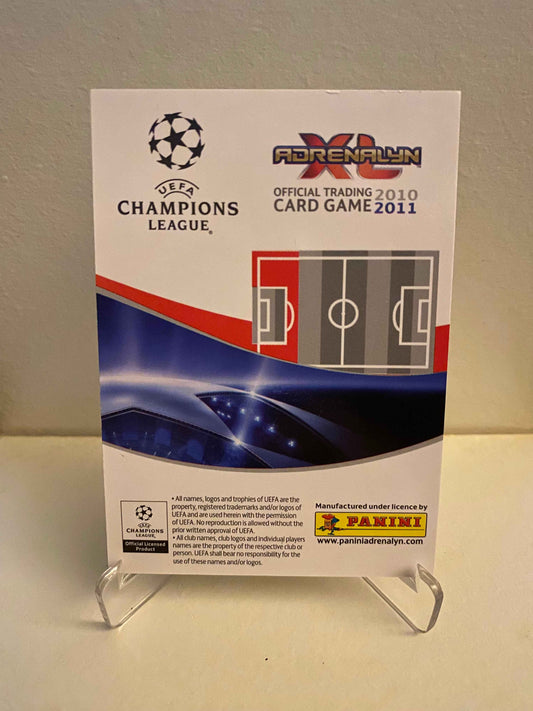 UEFA
CHAMPIONS
LEAGUE®
ADRENALYN XL
OFFICIAL TRADING 2010
CARD GAME 2011
UEFA
CHAMPIONS
LEAGUE
Official Licensed
Product
• All names, logos and trophies of UEFA are the
property, registered trademarks and/or logos of
UEFA and are used herein with the permission
of UEFA. No reproduction is allowed without the
prior written approval of UEFA.
• All club names, club logos and individual players
names are the property of the respective club or
person. UEFA shall bear no responsibility for the
use of these names and/or logos.
Manufactured under licence by
PANINI
www.paniniadrenalyn.com